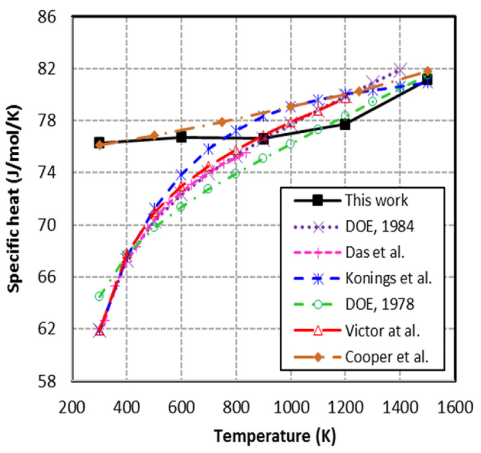 86
82
78
74
70
66
62
58
Specific heat (J/mol/K)
This work
DOE, 1984
Das et al.
Konings et al.
DOE, 1978
Victor at al.
Cooper et al.
200 400 600 800 1000 1200 1400 1600
Temperature (K)